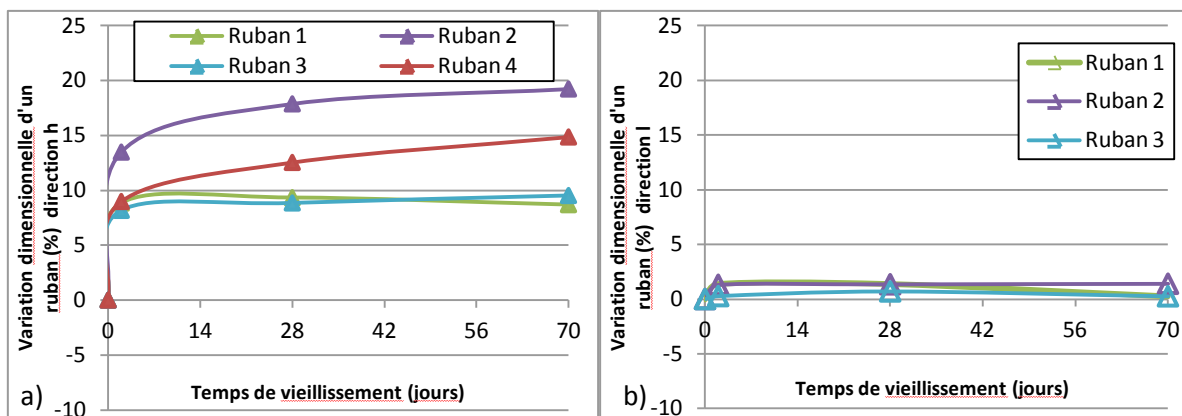 Variation dimensionnelle d'un
ruban (%) direction h
25
20
15
10
5
0
-5
-10
Ruban 1
Ruban 2
Ruban 3
Ruban 4
0 14 28 42 56 70
Temps de vieillissement (jours)
a)
Variation dimensionnelle d'un
ruban (%) direction l
25
20
15
10
5
0
-5
-10
Ruban 1
Ruban 2
Ruban 3
0 14 28 42 56 70
Temps de vieillissement (jours)
b)